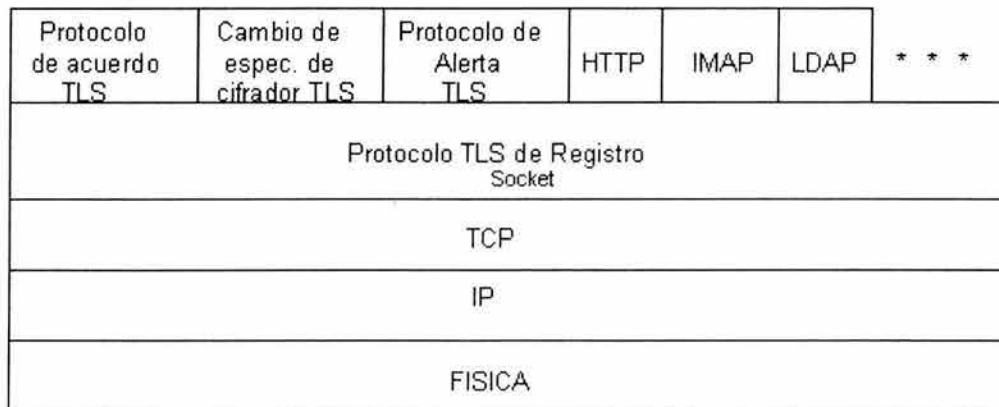 Protocolo
de acuerdo
TLS
Cambio de
espec. de
cifrador TLS
Protocolo de
Alerta
TLS
HTTP
IMAP
LDAP
* * *
Protocolo TLS de Registro
Socket
TCP
IP
FISICA